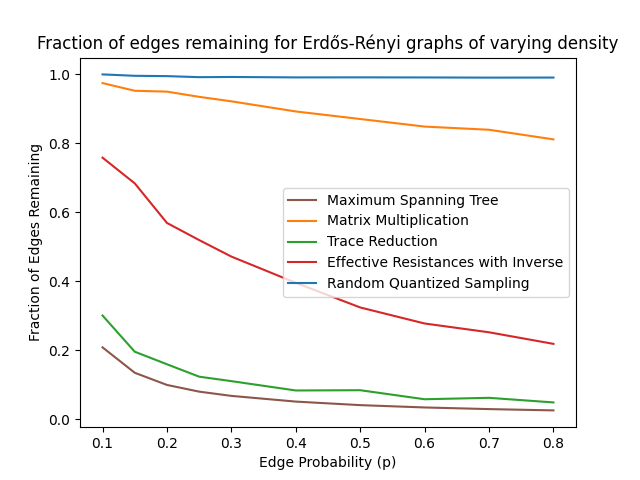 Fraction of edges remaining for Erdős-Rényi graphs of varying density
1.0
0.8
0.6
0.4
0.2
0.0
Fraction of Edges Remaining
Maximum Spanning Tree
Matrix Multiplication
Trace Reduction
Effective Resistances with Inverse
Random Quantized Sampling
0.1 0.2 0.3 0.4 0.5 0.6 0.7 0.8
Edge Probability (p)